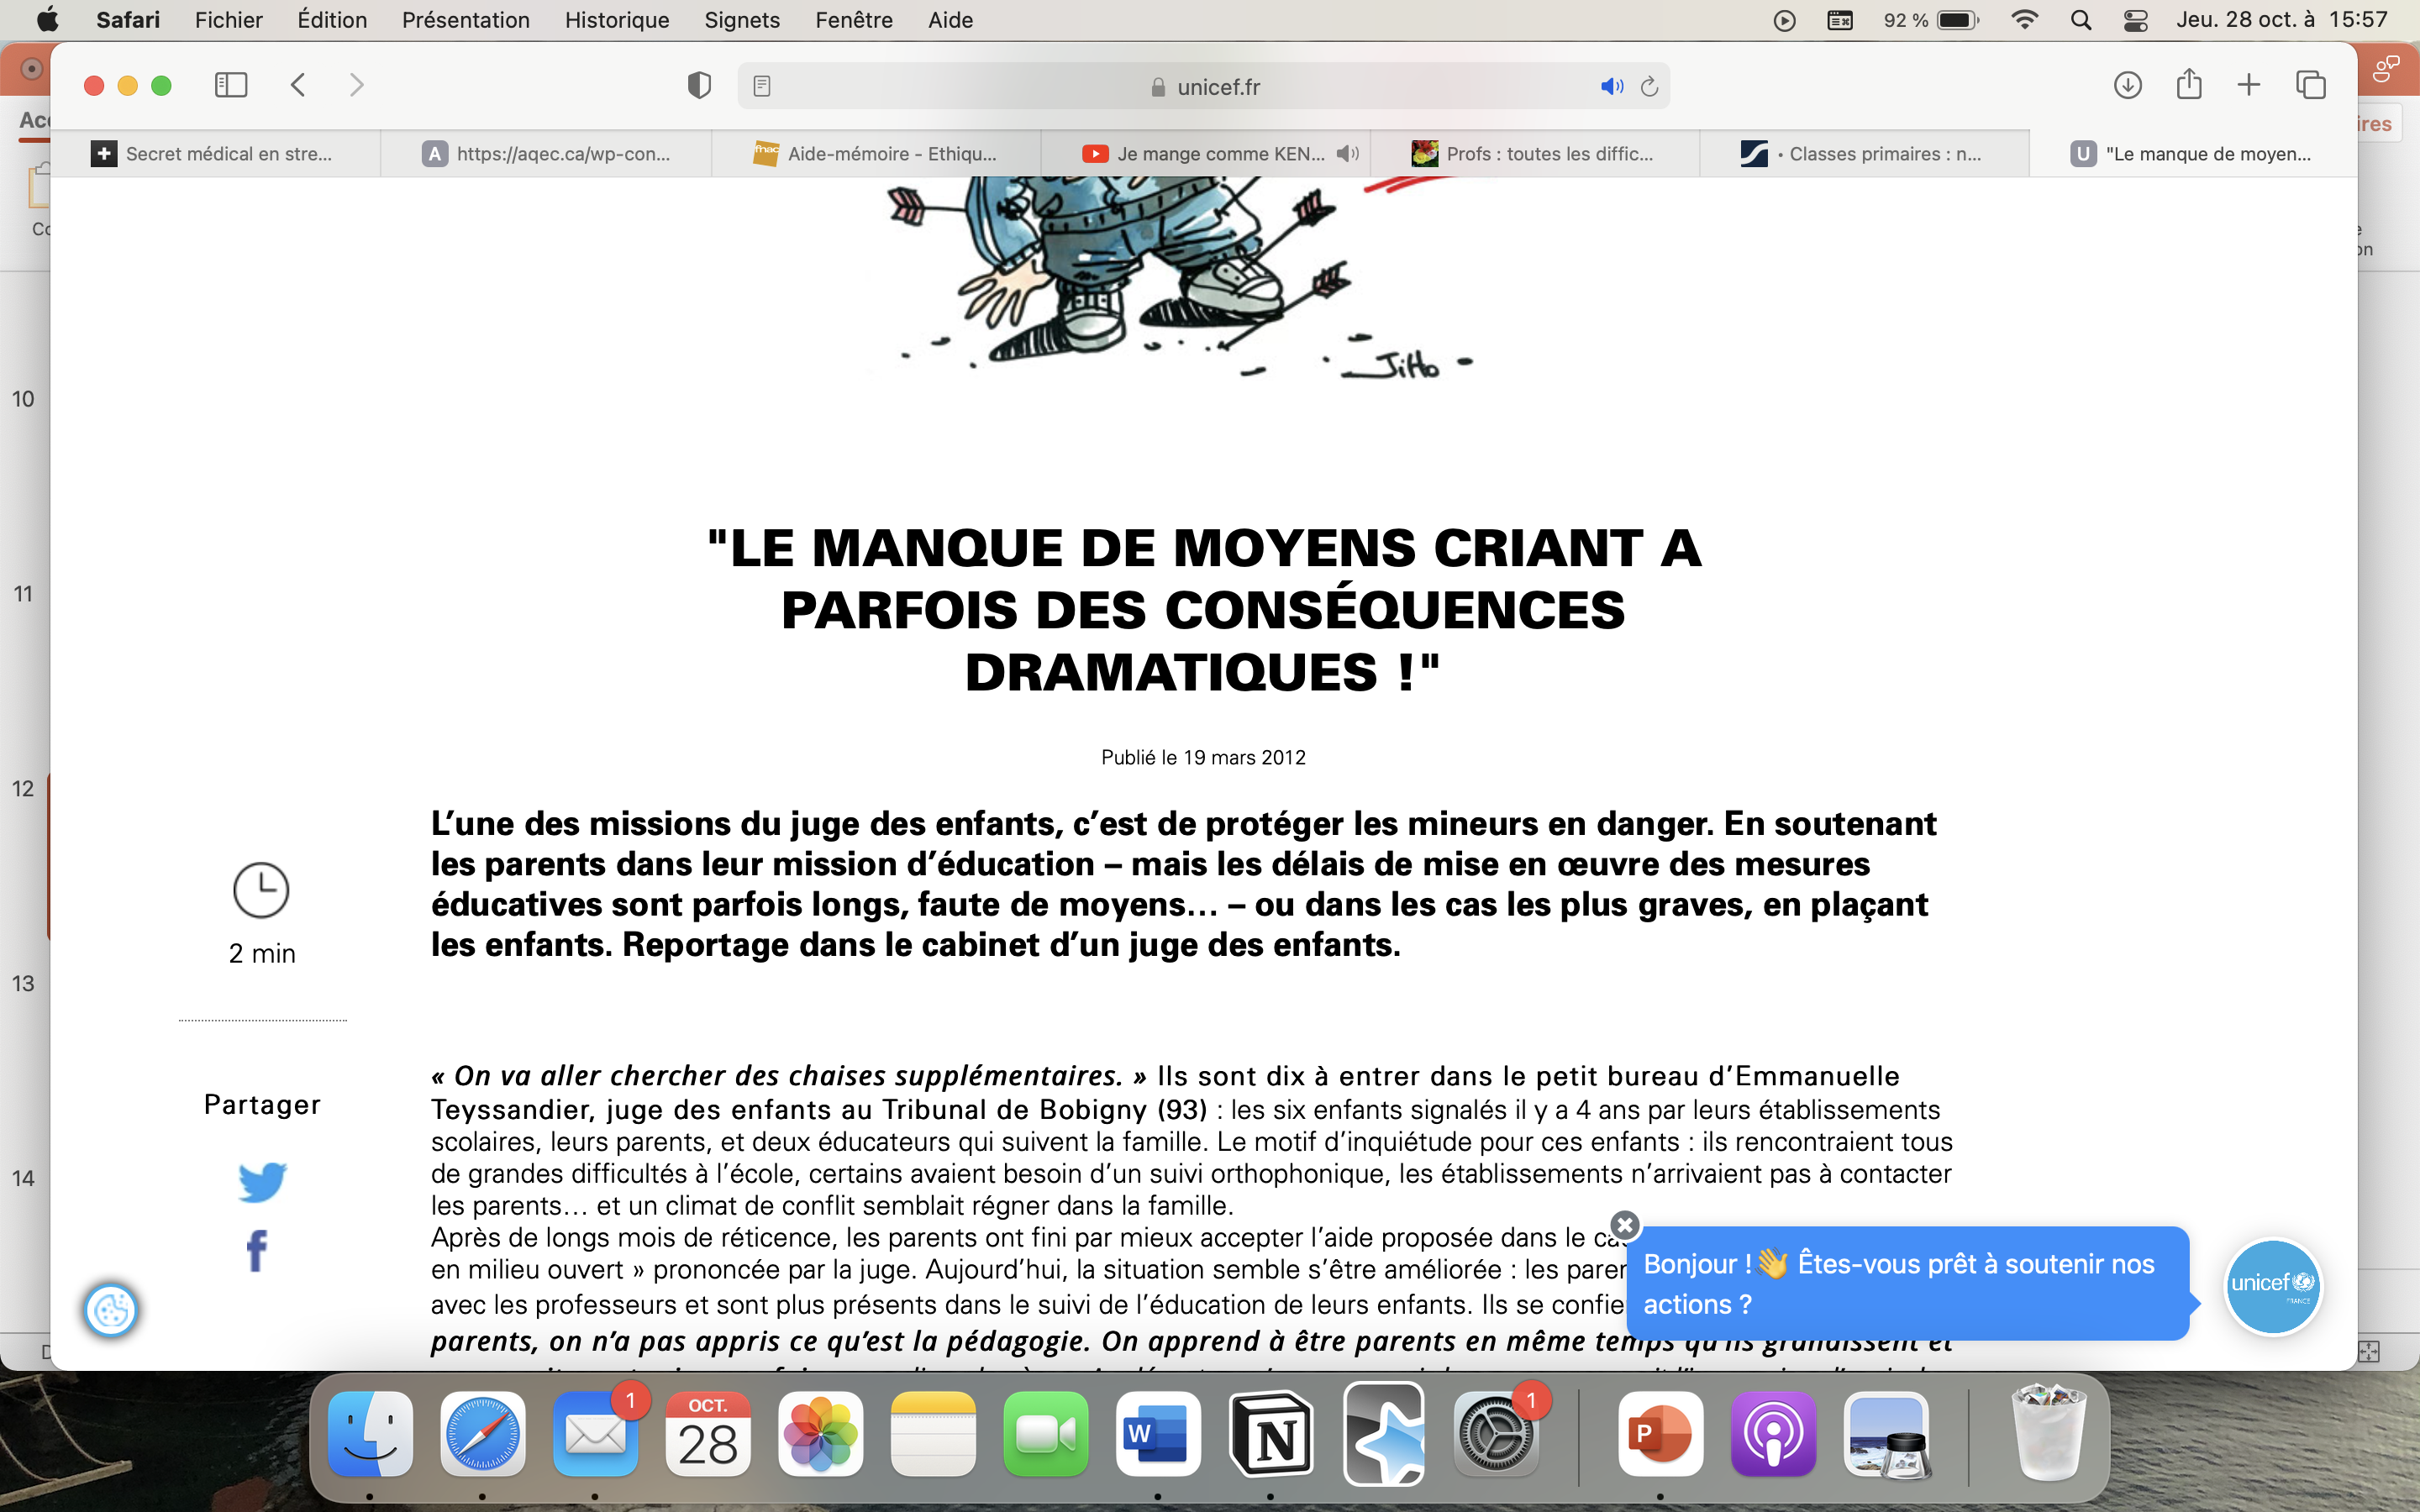 Safari Fichier Édition Présentation Historique Signets Fenêtre Aide 92 % Jeu. 28 oct. à 15:57
unicef.fr
Secret médical en stre... A https://aqec.ca/wp-con... fnac Aide-mémoire - Ethiqu... Je mange comme KEN... Profs : toutes les diffic... • Classes primaires : n... U "Le manque de moyen...
Jiho
10
11
12
13
14
"LE MANQUE DE MOYENS CRIANT A
PARFOIS DES CONSÉQUENCES
DRAMATIQUES !"
Publié le 19 mars 2012
L’une des missions du juge des enfants, c’est de protéger les mineurs en danger. En soutenant
les parents dans leur mission d’éducation – mais les délais de mise en œuvre des mesures
éducatives sont parfois longs, faute de moyens… – ou dans les cas les plus graves, en plaçant
les enfants. Reportage dans le cabinet d’un juge des enfants.
2 min
Partager
« On va aller chercher des chaises supplémentaires. » Ils sont dix à entrer dans le petit bureau d’Emmanuelle
Teyssandier, juge des enfants au Tribunal de Bobigny (93) : les six enfants signalés il y a 4 ans par leurs établissements
scolaires, leurs parents, et deux éducateurs qui suivent la famille. Le motif d’inquiétude pour ces enfants : ils rencontraient tous
de grandes difficultés à l’école, certains avaient besoin d’un suivi orthophonique, les établissements n’arrivaient pas à contacter
les parents… et un climat de conflit semblait régner dans la famille.
Après de longs mois de réticence, les parents ont fini par mieux accepter l’aide proposée dans le
en milieu ouvert » prononcée par la juge. Aujourd’hui, la situation semble s’être améliorée : les
avec les professeurs et sont plus présents dans le suivi de l’éducation de leurs enfants. Ils se
parents, on n’a pas appris ce qu’est la pédagogie. On apprend à être parents en même temps qu’ils grandissent et
Bonjour !👋 Êtes-vous prêt à soutenir nos
actions ?
unicef
FRANCE
1
OCT.
28
W
N
1
P